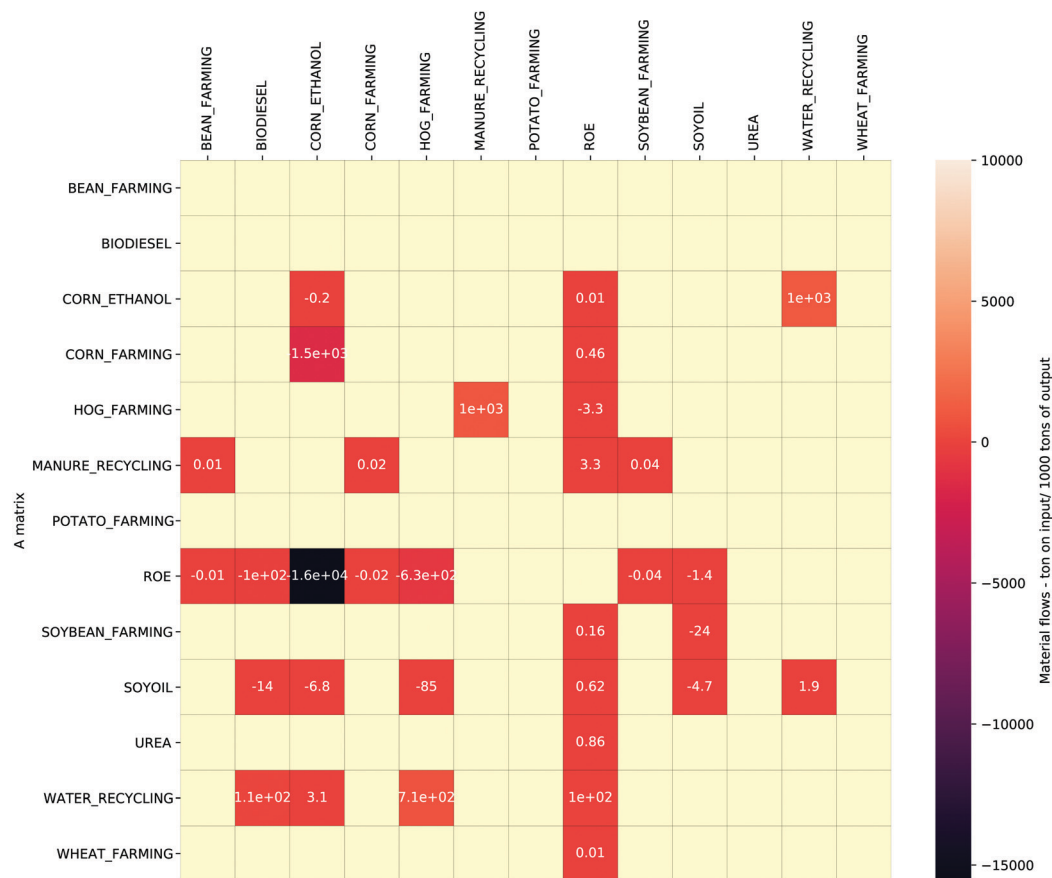 BEAN_FARMING
BIODIESEL
CORN_ETHANOL
CORN_FARMING
HOG_FARMING
MANURE_RECYCLING
POTATO_FARMING
ROE
SOYBEAN_FARMING
SOYOIL
UREA
WATER_RECYCLING
WHEAT_FARMING
BEAN_FARMING
BIODIESEL
CORN_ETHANOL -0.2 0.01 1e+03
CORN_FARMING -1.5e+03 0.46
HOG_FARMING 1e+03 -3.3
MANURE_RECYCLING 0.01 0.02 3.3 0.04
POTATO_FARMING
ROE -0.01 -1e+02 -1.6e+04 -0.02 -6.3e+02 -0.04 -1.4
SOYBEAN_FARMING 0.16 -24
SOYOIL -14 -6.8 -85 0.62 -4.7 1.9
UREA 0.86
WATER_RECYCLING 1.1e+02 3.1 7.1e+02 1e+02
WHEAT_FARMING 0.01
A matrix
10000
5000
0
−5000
−10000
−15000
Material flows - ton on input/ 1000 tons of output